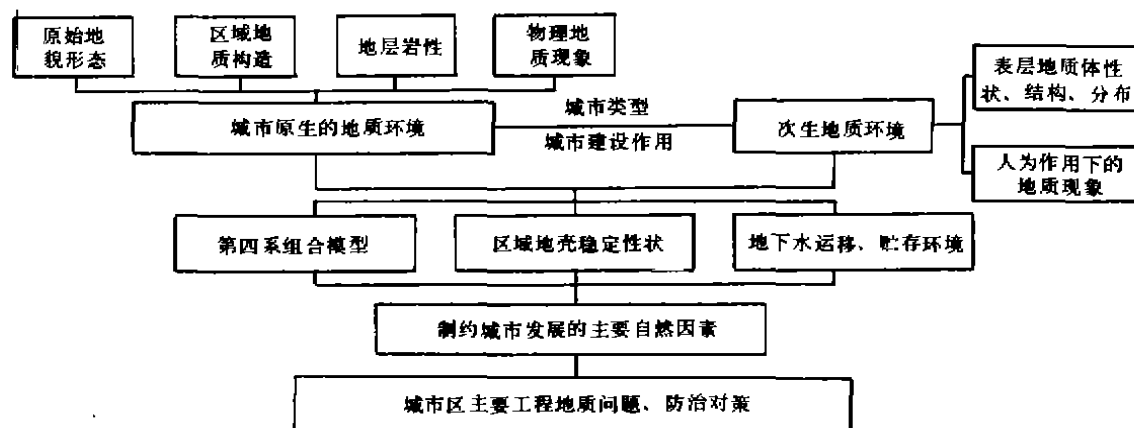 原始地
貌形态
区域地
质构造
地层岩性
物理地
质现象
表层地质体性
状、结构、分布
城市原生的地质环境
城市类型
城市建设作用
次生地质环境
人为作用下的
地质现象
第四系组合模型
区域地壳稳定性状
地下水运移、贮存环境
制约城市发展的主要自然因素
城市区主要工程地质问题、防治对策